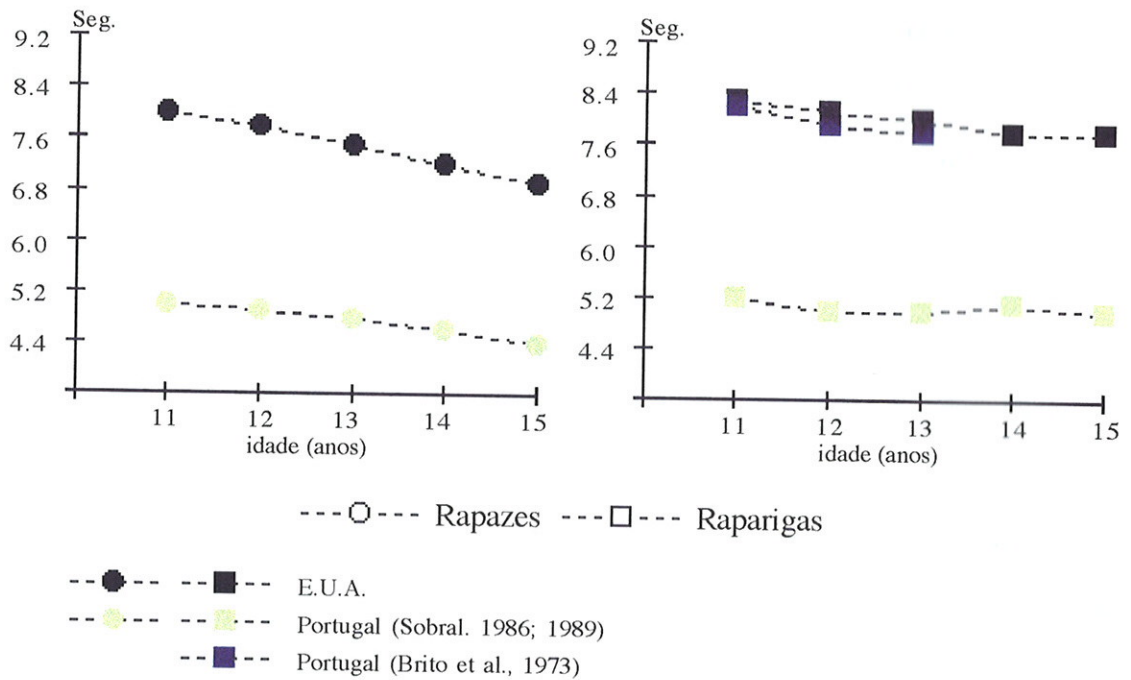 Seg.
9.2
8.4
7.6
6.8
6.0
5.2
4.4
11 12 13 14 15
idade (anos)
Seg.
9.2
8.4
7.6
6.8
6.0
5.2
4.4
11 12 13 14 15
idade (anos)
Rapazes Raparigas
E.U.A.
Portugal (Sobral. 1986; 1989)
Portugal (Brito et al., 1973)